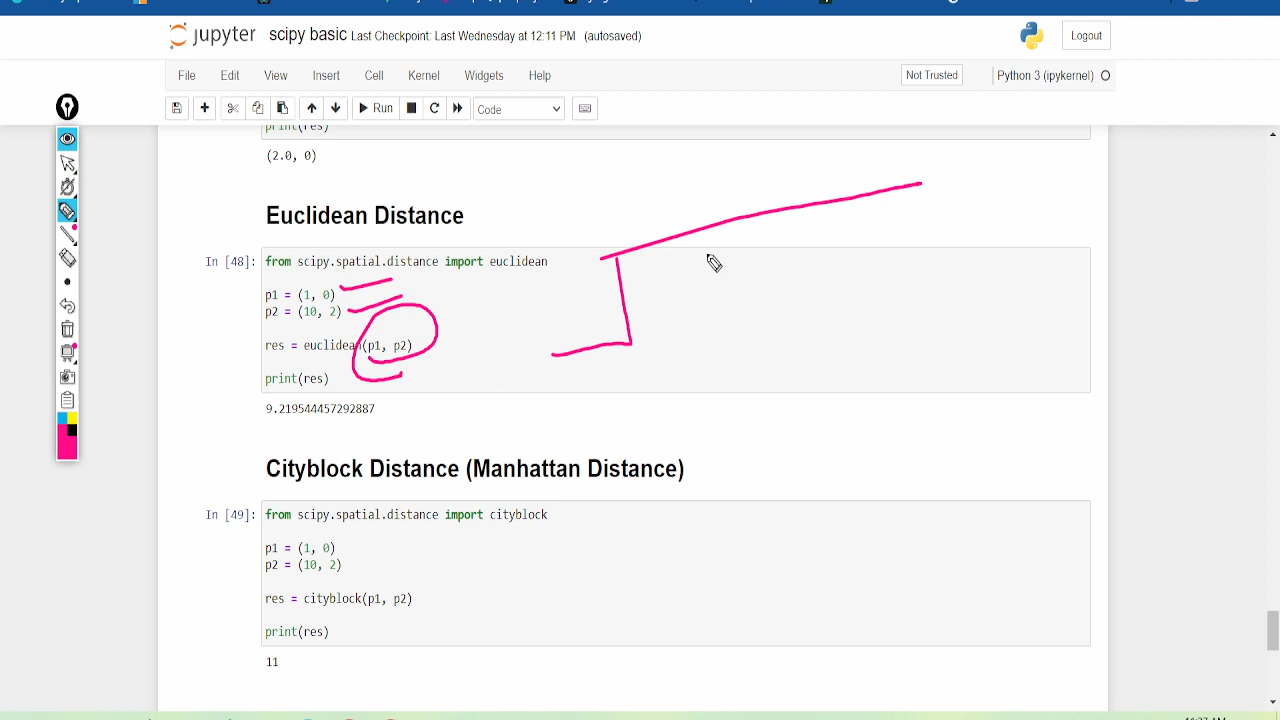 jupyter scipy basic Last Checkpoint: Last Wednesday at 12:11 PM (autosaved)
Logout
File Edit View Insert Cell Kernel Widgets Help
Not Trusted
Python 3 (ipykernel)
Run
Code
print(res)
(2.0, 0)
Euclidean Distance
In [48]: from scipy.spatial.distance import euclidean
p1 = (1, 0)
p2 = (10, 2)
res = euclidean(p1, p2)
print(res)
9.219544457292887
Cityblock Distance (Manhattan Distance)
In [49]: from scipy.spatial.distance import cityblock
p1 = (1, 0)
p2 = (10, 2)
res = cityblock(p1, p2)
print(res)
11